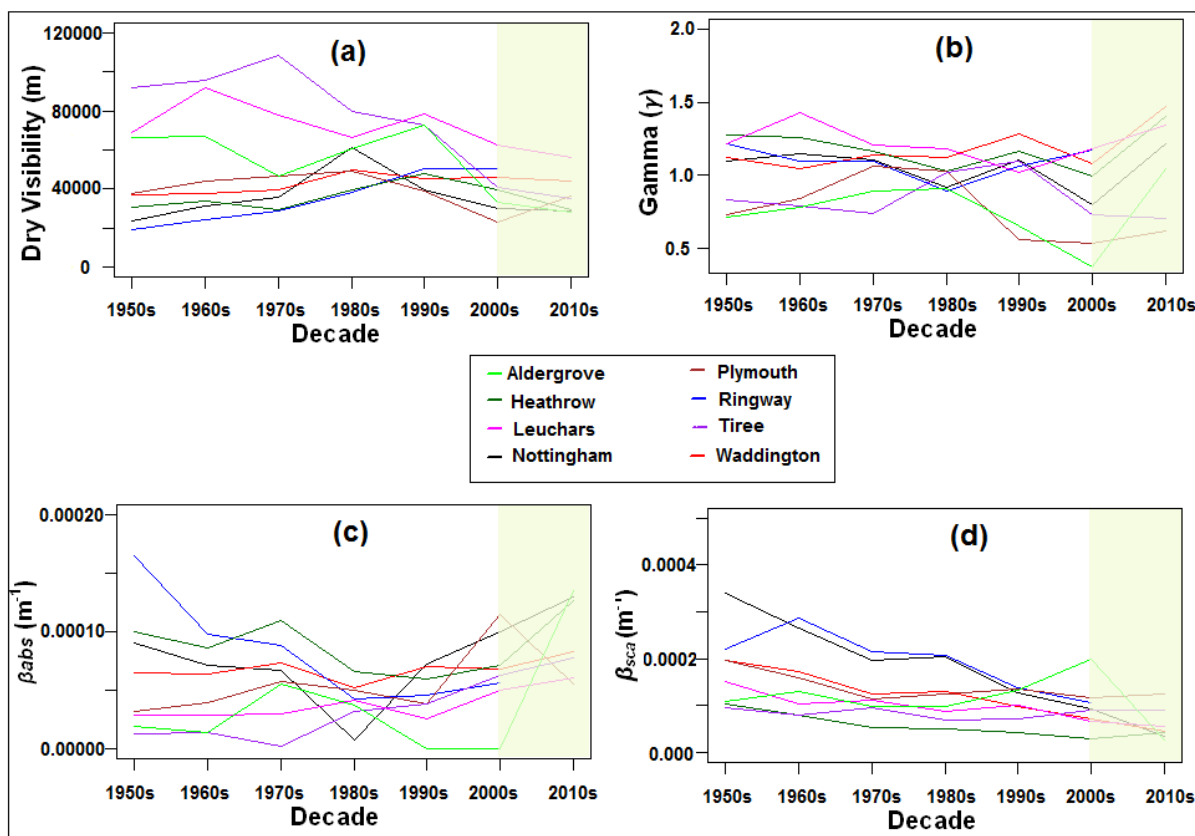 (a)
Dry Visibility (m)
120000
80000
40000
0
1950s 1960s 1970s 1980s 1990s 2000s 2010s
Decade
(b)
Gamma (γ)
2.0
1.5
1.0
0.5
1950s 1960s 1970s 1980s 1990s 2000s 2010s
Decade
Aldergrove
Heathrow
Leuchars
Nottingham
Plymouth
Ringway
Tiree
Waddington
(c)
βabs (m⁻¹)
0.00020
0.00010
0.00000
1950s 1960s 1970s 1980s 1990s 2000s 2010s
Decade
(d)
βsca (m⁻¹)
0.0004
0.0002
0.000
1950s 1960s 1970s 1980s 1990s 2000s 2010s
Decade